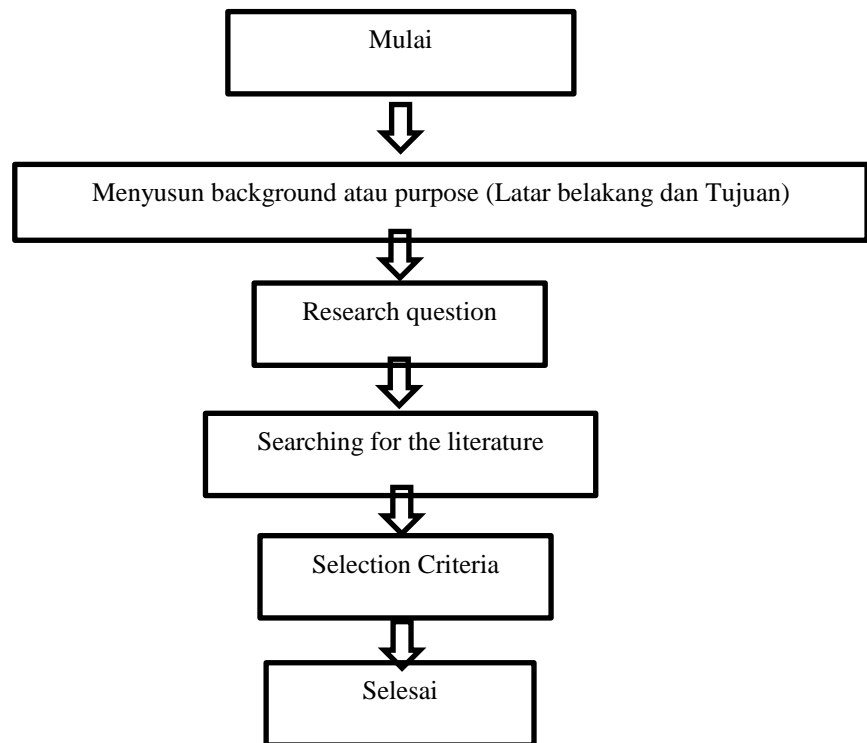 Mulai
Menyusun background atau purpose (Latar belakang dan Tujuan)
Research question
Searching for the literature
Selection Criteria
Selesai